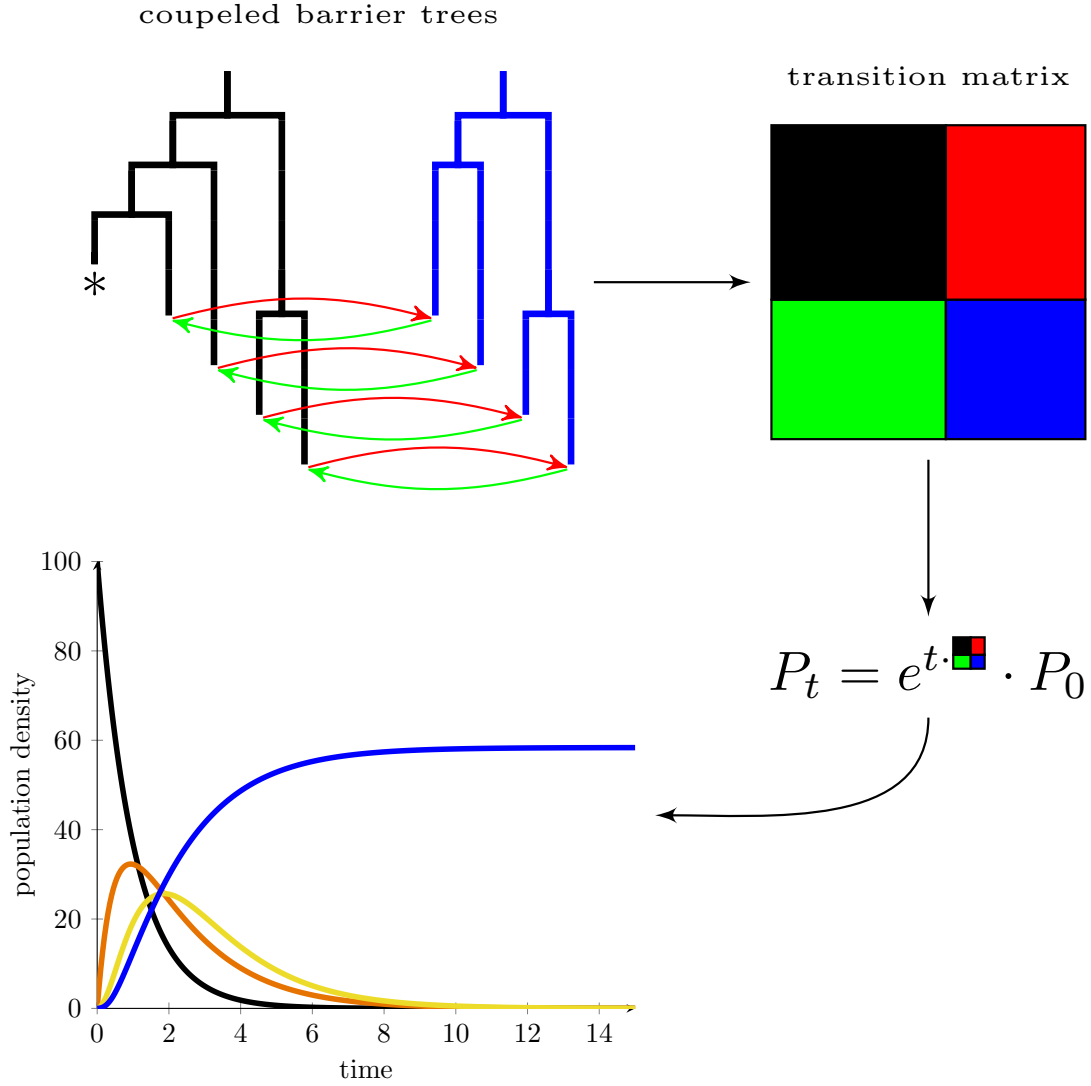 coupeled barrier trees
transition matrix
*
P_t = e^{t·} · P_0
100
80
60
40
20
0
population density
0 2 4 6 8 10 12 14
time